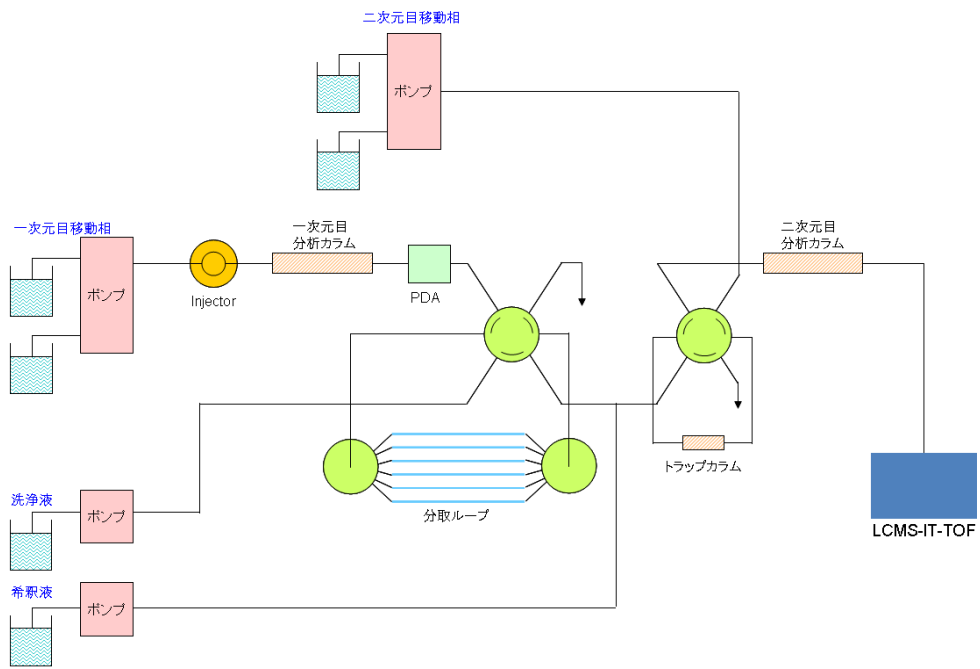 二次元目移動相
ポンプ
一次元目移動相
ポンプ
Injector
一次元目
分析カラム
PDA
二次元目
分析カラム
トラップカラム
分取ループ
LCMS-IT-TOF
洗浄液
ポンプ
希釈液
ポンプ